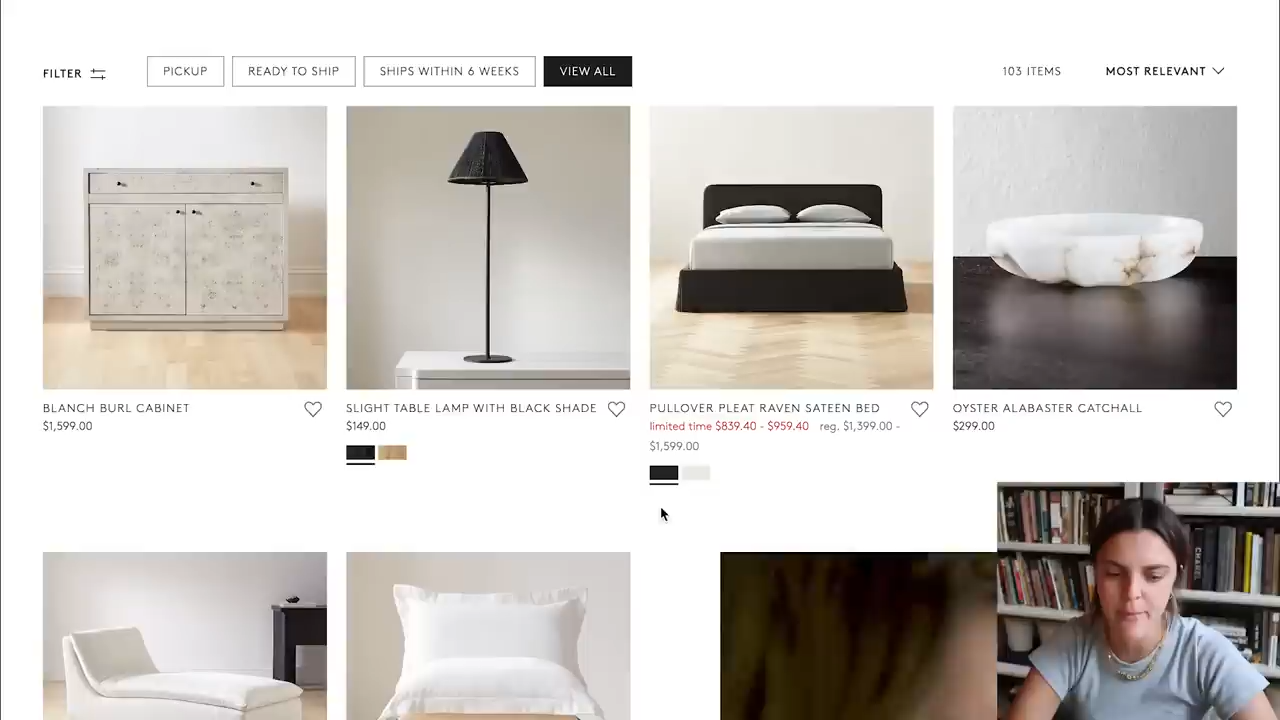 FILTER
PICKUP
READY TO SHIP
SHIPS WITHIN 6 WEEKS
VIEW ALL
103 ITEMS
MOST RELEVANT
BLANCH BURL CABINET
$1,599.00
SLIGHT TABLE LAMP WITH BLACK SHADE
$149.00
PULLOVER PLEAT RAVEN SATEEN BED
limited time $839.40 - $959.40 reg. $1,399.00 -
$1,599.00
OYSTER ALABASTER CATCHALL
$299.00
CHANEL